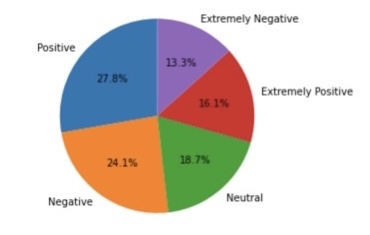 Extremely Negative
Positive
13.3%
27.8%
Extremely Positive
16.1%
24.1%
18.7%
Negative
Neutral